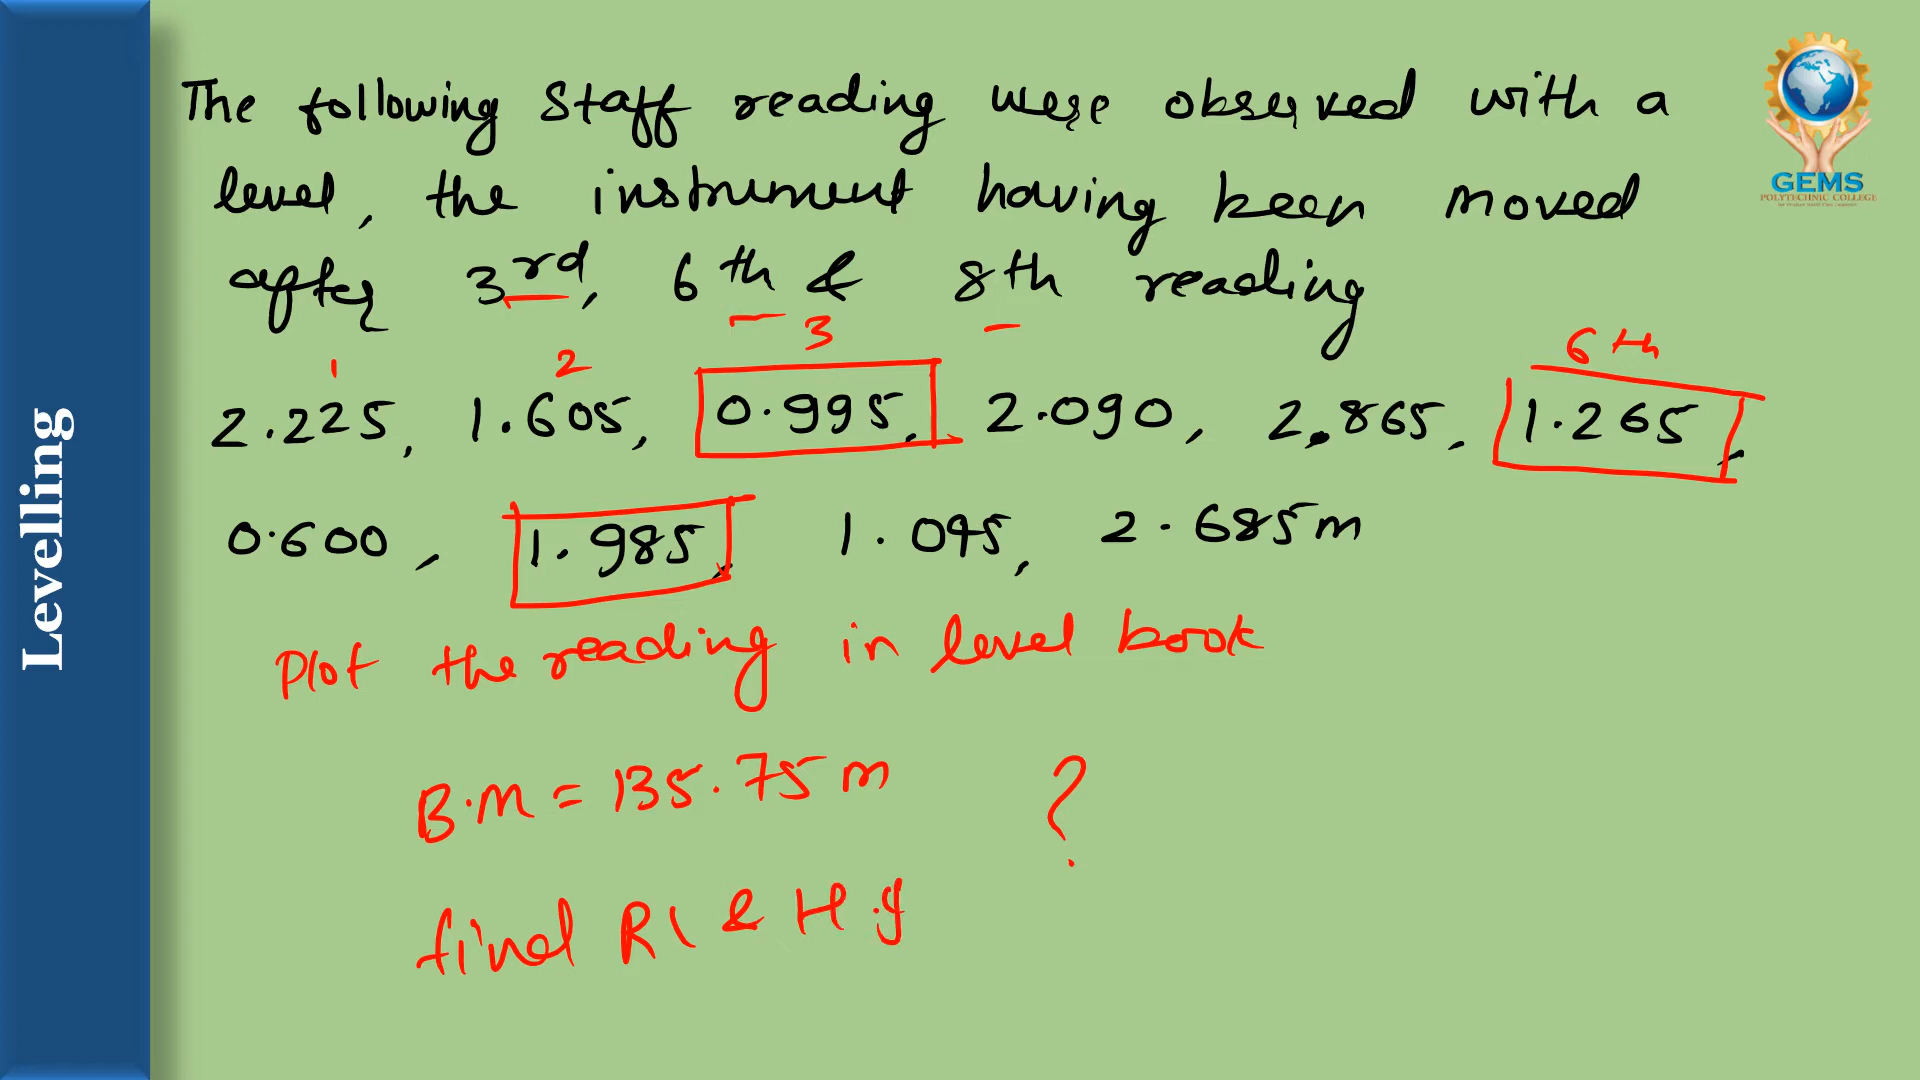 Levelling
The following staff reading were observed with a
level, the instrument having been moved
after 3rd, 6th & 8th reading
1 2 3 6th
2.225, 1.605, 0.995, 2.090, 2.865, 1.265,
0.600, 1.985, 1.045, 2.685m
Plot the reading in level book
B.M = 135.75 m ?
find Rl & H.I
GEMS
POLYTECHNIC COLLEGE